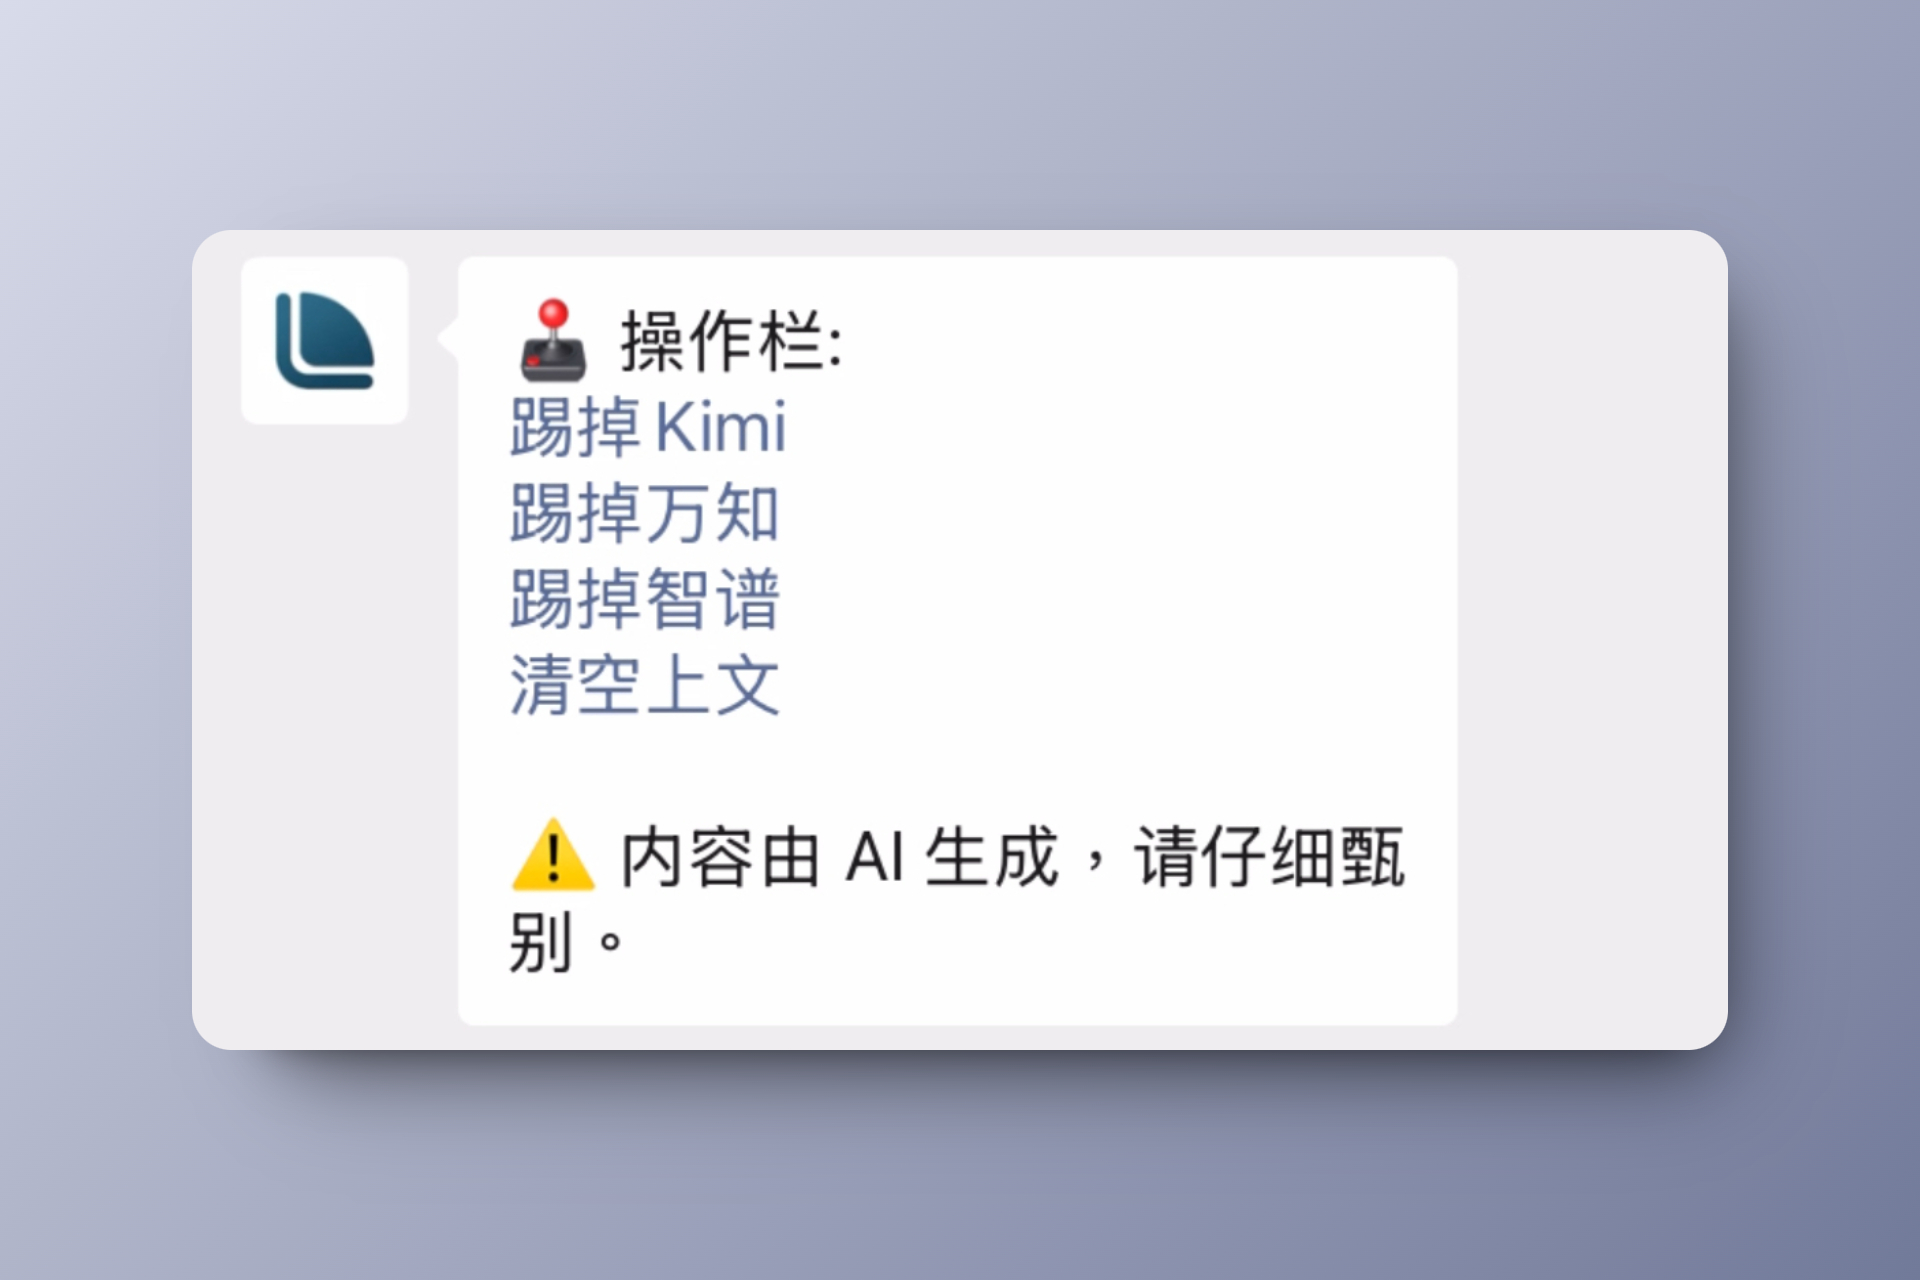 🕹️ 操作栏:
踢掉 Kimi
踢掉万知
踢掉智谱
清空上文
⚠️ 内容由 AI 生成，请仔细甄
别。